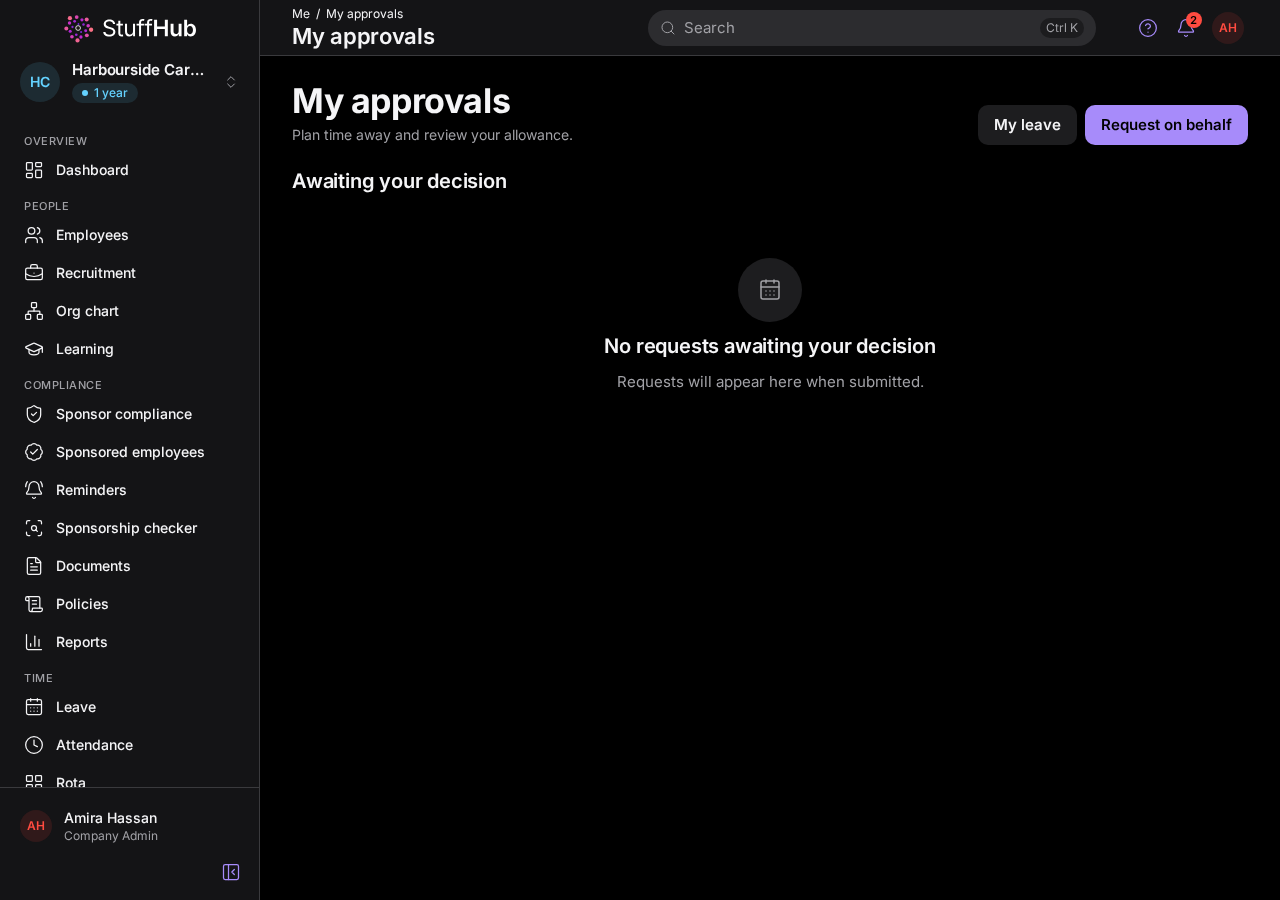 StuffHub
HC
Harbourside Car...
1 year
OVERVIEW
Dashboard
PEOPLE
Employees
Recruitment
Org chart
Learning
COMPLIANCE
Sponsor compliance
Sponsored employees
Reminders
Sponsorship checker
Documents
Policies
Reports
TIME
Leave
Attendance
Rota
AH
Amira Hassan
Company Admin
Me / My approvals
My approvals
Search
Ctrl K
2
AH
My approvals
Plan time away and review your allowance.
My leave
Request on behalf
Awaiting your decision
No requests awaiting your decision
Requests will appear here when submitted.